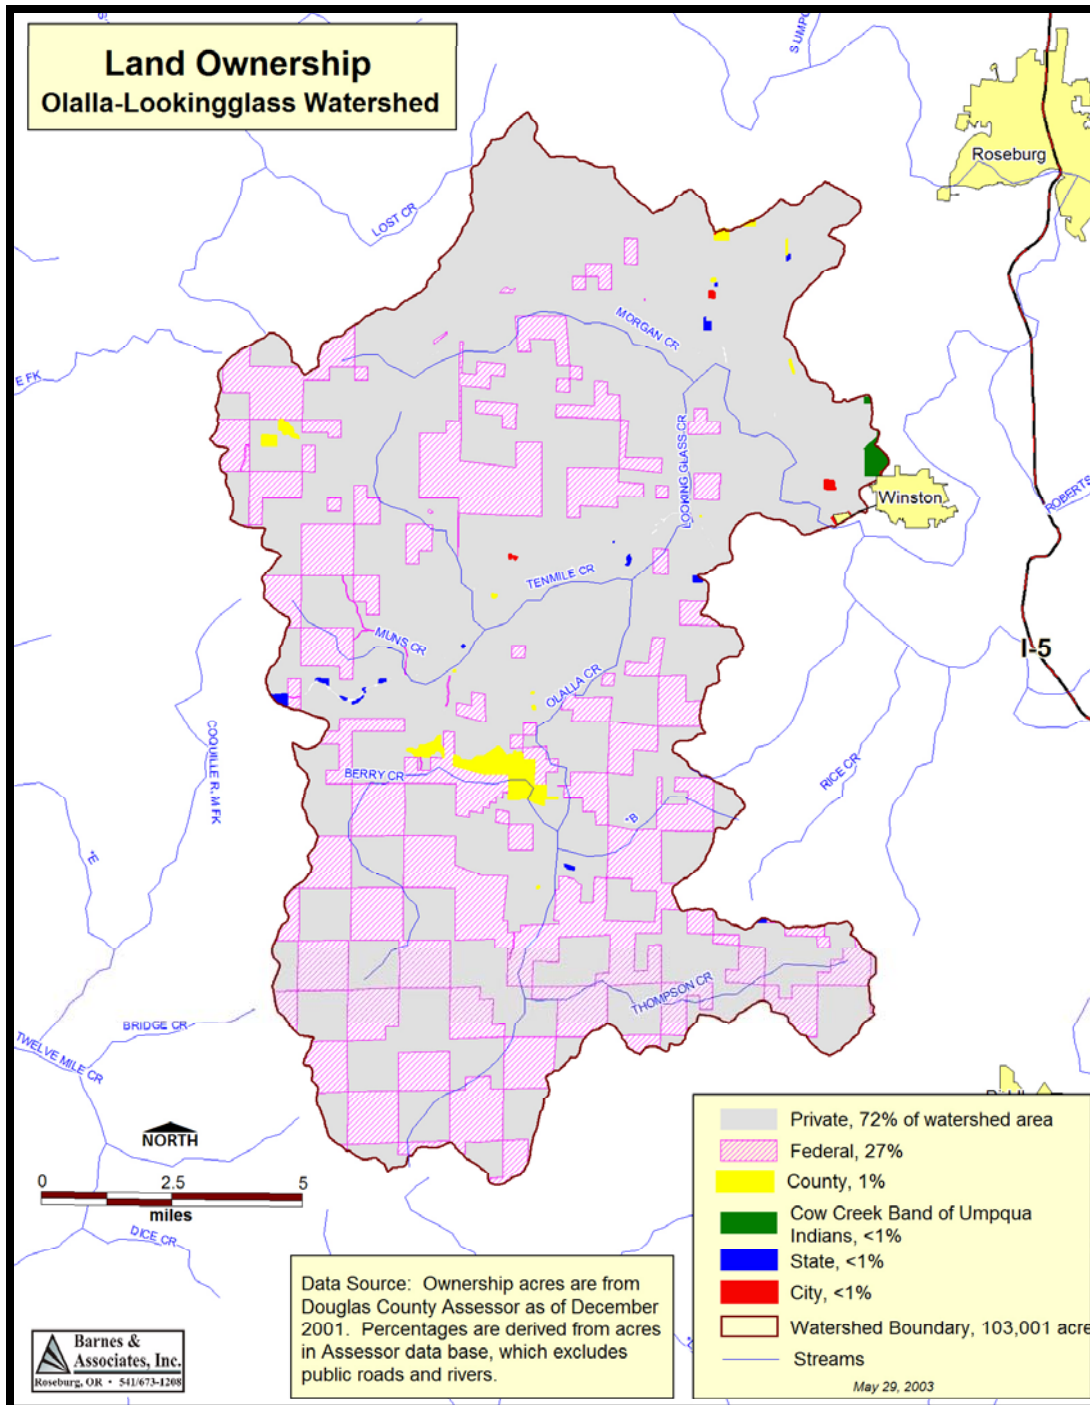 Land Ownership
Olalla-Lookingglass Watershed
S UMPQ
Roseburg
LOST CR
MORGAN CR
E FK
LOOKING GLASS CR
Winston
ROBERTS
TENMILE CR
MUNS CR
I-5
OLALLA CR
COQUILLE R, M FK
BERRY CR
RICE CR
*B
*E
THOMPSON CR
BRIDGE CR
TWELVE MILE CR
NORTH
0 2.5 5
miles
DICE CR
Private, 72% of watershed area
Federal, 27%
County, 1%
Cow Creek Band of Umpqua
Indians, <1%
State, <1%
City, <1%
Watershed Boundary, 103,001 acre
Streams
May 29, 2003
Data Source: Ownership acres are from
Douglas County Assessor as of December
2001. Percentages are derived from acres
in Assessor data base, which excludes
public roads and rivers.
Barnes &
Associates, Inc.
Roseburg, OR • 541/673-1208